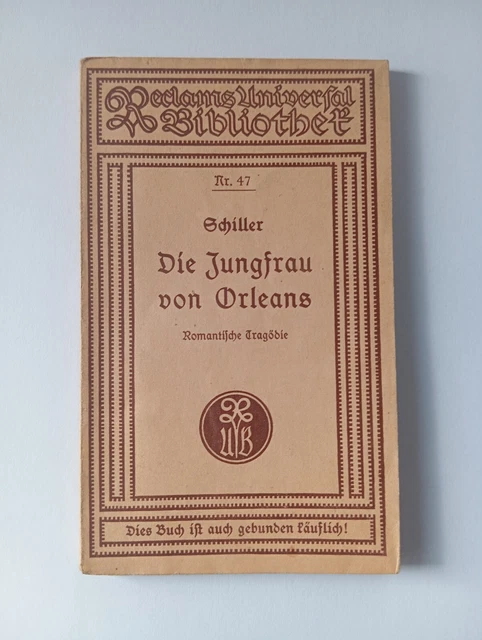 Reclams Universal
Bibliothek
Nr. 47
Schiller
Die Jungfrau
von Orleans
Romantische Tragödie
R
UB
Dies Buch ist auch gebunden käuflich!